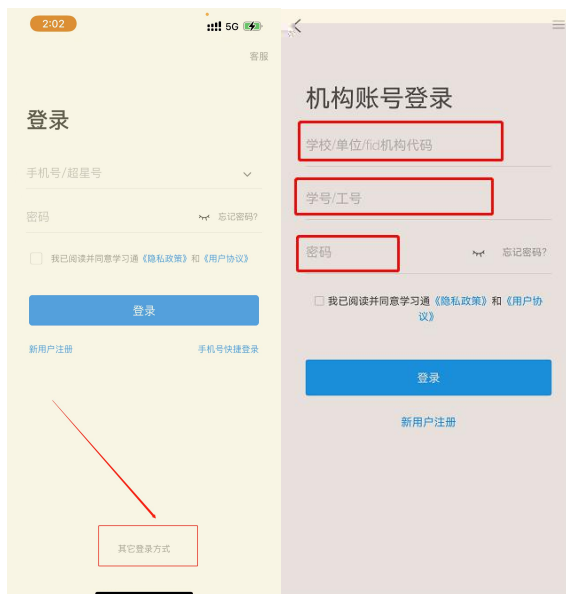 2:02
5G
客服
登录
手机号/超星号
密码
忘记密码?
我已阅读并同意学习通《隐私政策》和《用户协议》
登录
新用户注册
手机号快捷登录
其它登录方式
机构账号登录
学校/单位/fid机构代码
学号/工号
密码
忘记密码?
我已阅读并同意学习通《隐私政策》和《用户协
议》
登录
新用户注册